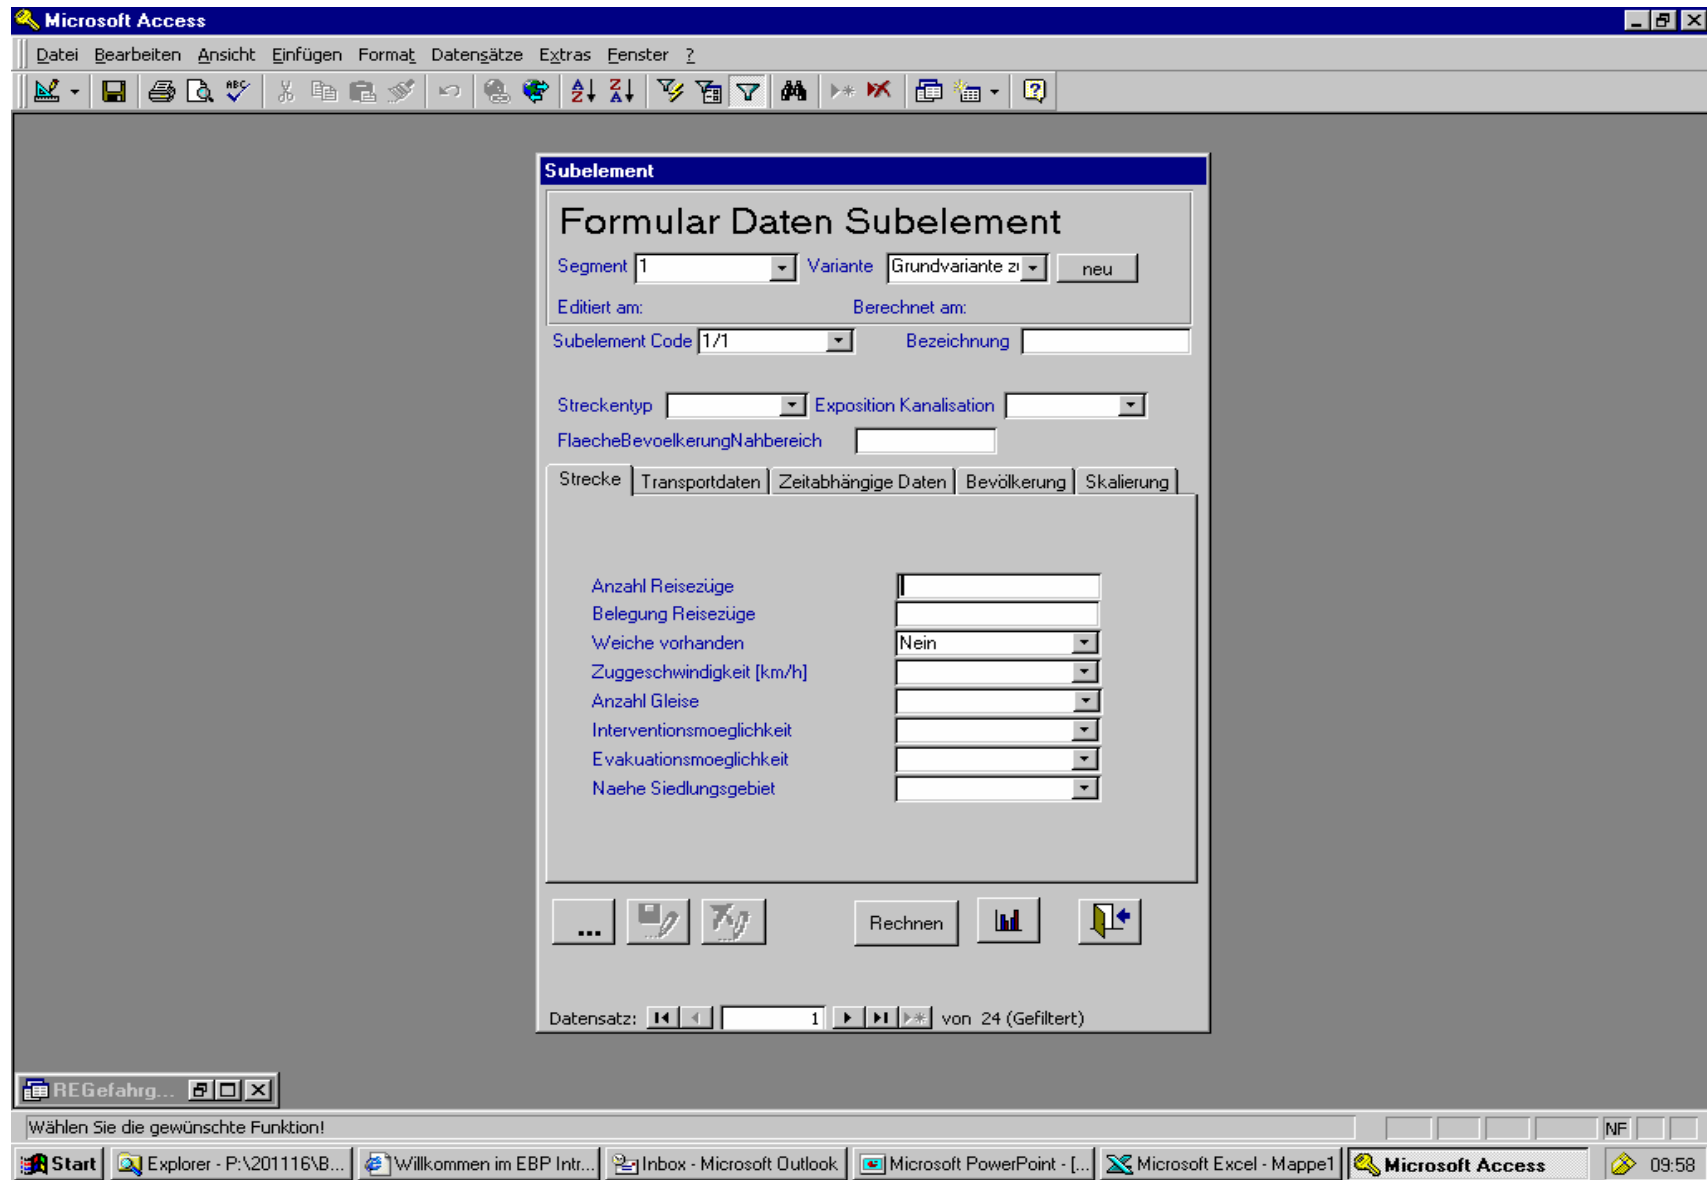 Microsoft Access
Datei Bearbeiten Ansicht Einfügen Format Datensätze Extras Fenster ?
Subelement
Formular Daten Subelement
Segment 1 Variante Grundvariante zu neu
Editiert am: Berechnet am:
Subelement Code 1/1 Bezeichnung
Streckentyp Exposition Kanalisation
FlaecheBevoelkerungNahbereich
Strecke Transportdaten Zeitabhängige Daten Bevölkerung Skalierung
Anzahl Reisezüge
Belegung Reisezüge
Weiche vorhanden Nein
Zuggeschwindigkeit [km/h]
Anzahl Gleise
Interventionsmoeglichkeit
Evakuationsmoeglichkeit
Naehe Siedlungsgebiet
... Rechnen
Datensatz: 1 von 24 (Gefiltert)
REGefahrg...
Wählen Sie die gewünschte Funktion! NF
Start Explorer - P:\201116\B... Willkommen im EBP Intr... Inbox - Microsoft Outlook Microsoft PowerPoint - [... Microsoft Excel - Mappe1 Microsoft Access 09:58